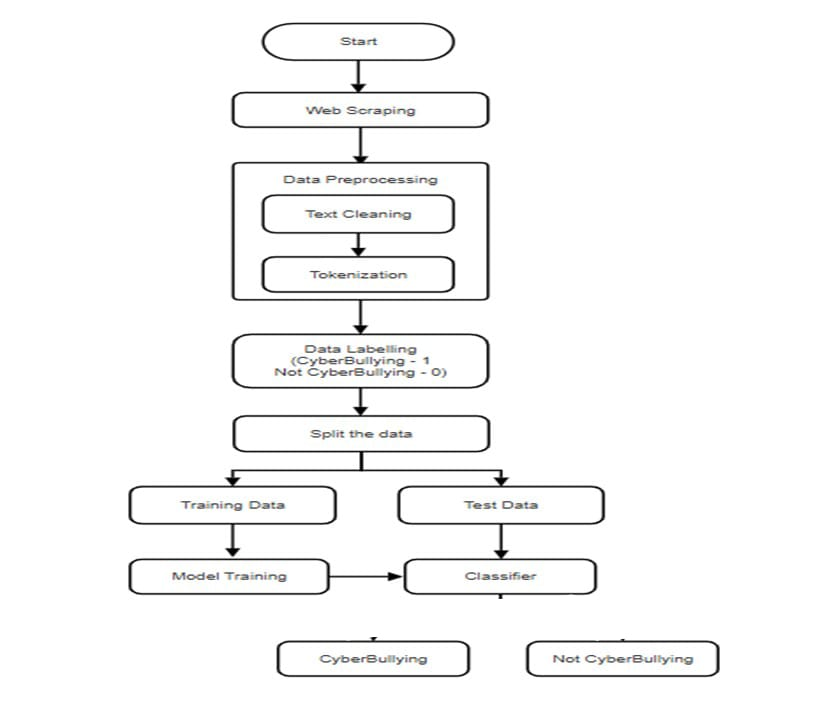 Start
Web Scraping
Data Preprocessing
Text Cleaning
Tokenization
Data Labelling
(CyberBullying - 1
Not CyberBullying - 0)
Split the data
Training Data
Test Data
Model Training
Classifier
CyberBullying
Not CyberBullying